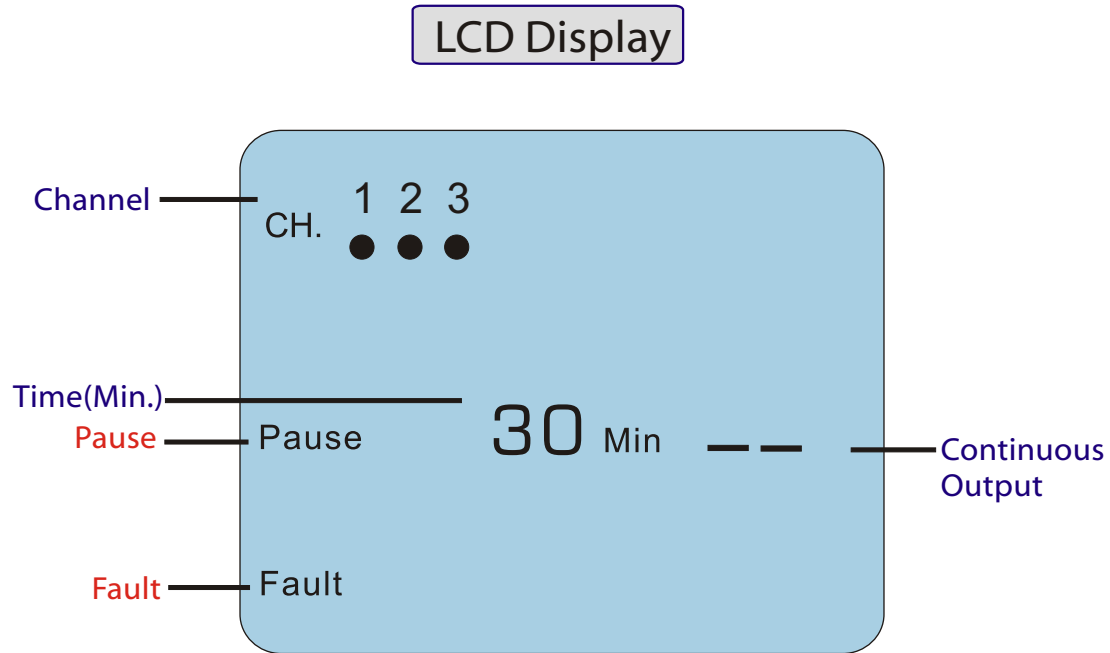 LCD Display
Channel
CH.
1 2 3
Time(Min.)
30 Min
Pause
Pause
Continuous
Output
Fault
Fault